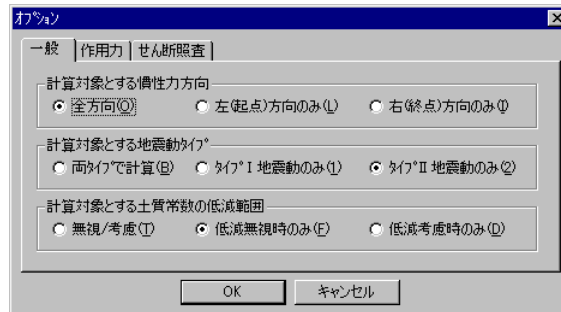 オプション
一般 作用力 せん断照査
計算対象とする慣性力方向
全方向(O) 左(起点)方向のみ(L) 右(終点)方向のみ(I)
計算対象とする地震動タイプ
両タイプで計算(B) タイプⅠ地震動のみ(1) タイプⅡ地震動のみ(2)
計算対象とする土質常数の低減範囲
無視/考慮(T) 低減無視時のみ(F) 低減考慮時のみ(D)
OK キャンセル